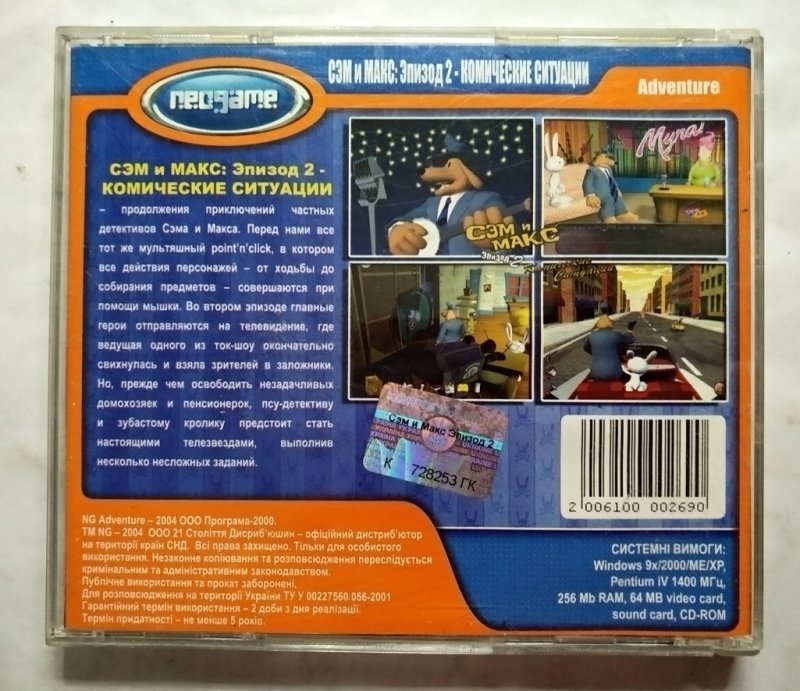 СЭМ и МАКС: Эпизод 2 - КОМИЧЕСКИЕ СИТУАЦИИ
Adventure
neogame
СЭМ и МАКС: Эпизод 2 -
КОМИЧЕСКИЕ СИТУАЦИИ
– продолжения приключений частных
детективов Сэма и Макса. Перед нами все
тот же мультяшный point'n'click, в котором
все действия персонажей – от ходьбы до
собирания предметов – совершаются при
помощи мышки. Во втором эпизоде главные
герои отправляются на телевидение, где
ведущая одного из ток-шоу окончательно
свихнулась и взяла зрителей в заложники.
Но, прежде чем освободить незадачливых
домохозяек и пенсионерок, псу-детективу
и зубастому кролику предстоит стать
настоящими телезвездами, выполнив
несколько несложных заданий.
Мура!
СЭМ И
МАКС
Эпизод 2 Комические
Ситуации
Сэм и Макс Эпизод 2
К 728253 ГК
2 006100 002690
NG Adventure – 2004 ООО Програма-2000.
TM NG – 2004 ООО 21 Століття Дисриб'юшин – офіційний дистриб'ютор
на території країн СНД. Всі права захищено. Тільки для особистого
використання. Незаконне копіювання та розповсюдження переслідується
кримінальним та адміністративним законодавством.
Публічне використання та прокат заборонені.
Для розповсюдження на території України ТУ У 00227560.056-2001
Гарантійний термін використання – 2 доби з дня реалізації.
Термін придатності – не менше 5 років.
СИСТЕМНІ ВИМОГИ:
Windows 9x/2000/ME/XP,
Pentium IV 1400 МГц,
256 Mb RAM, 64 MB video card,
sound card, CD-ROM